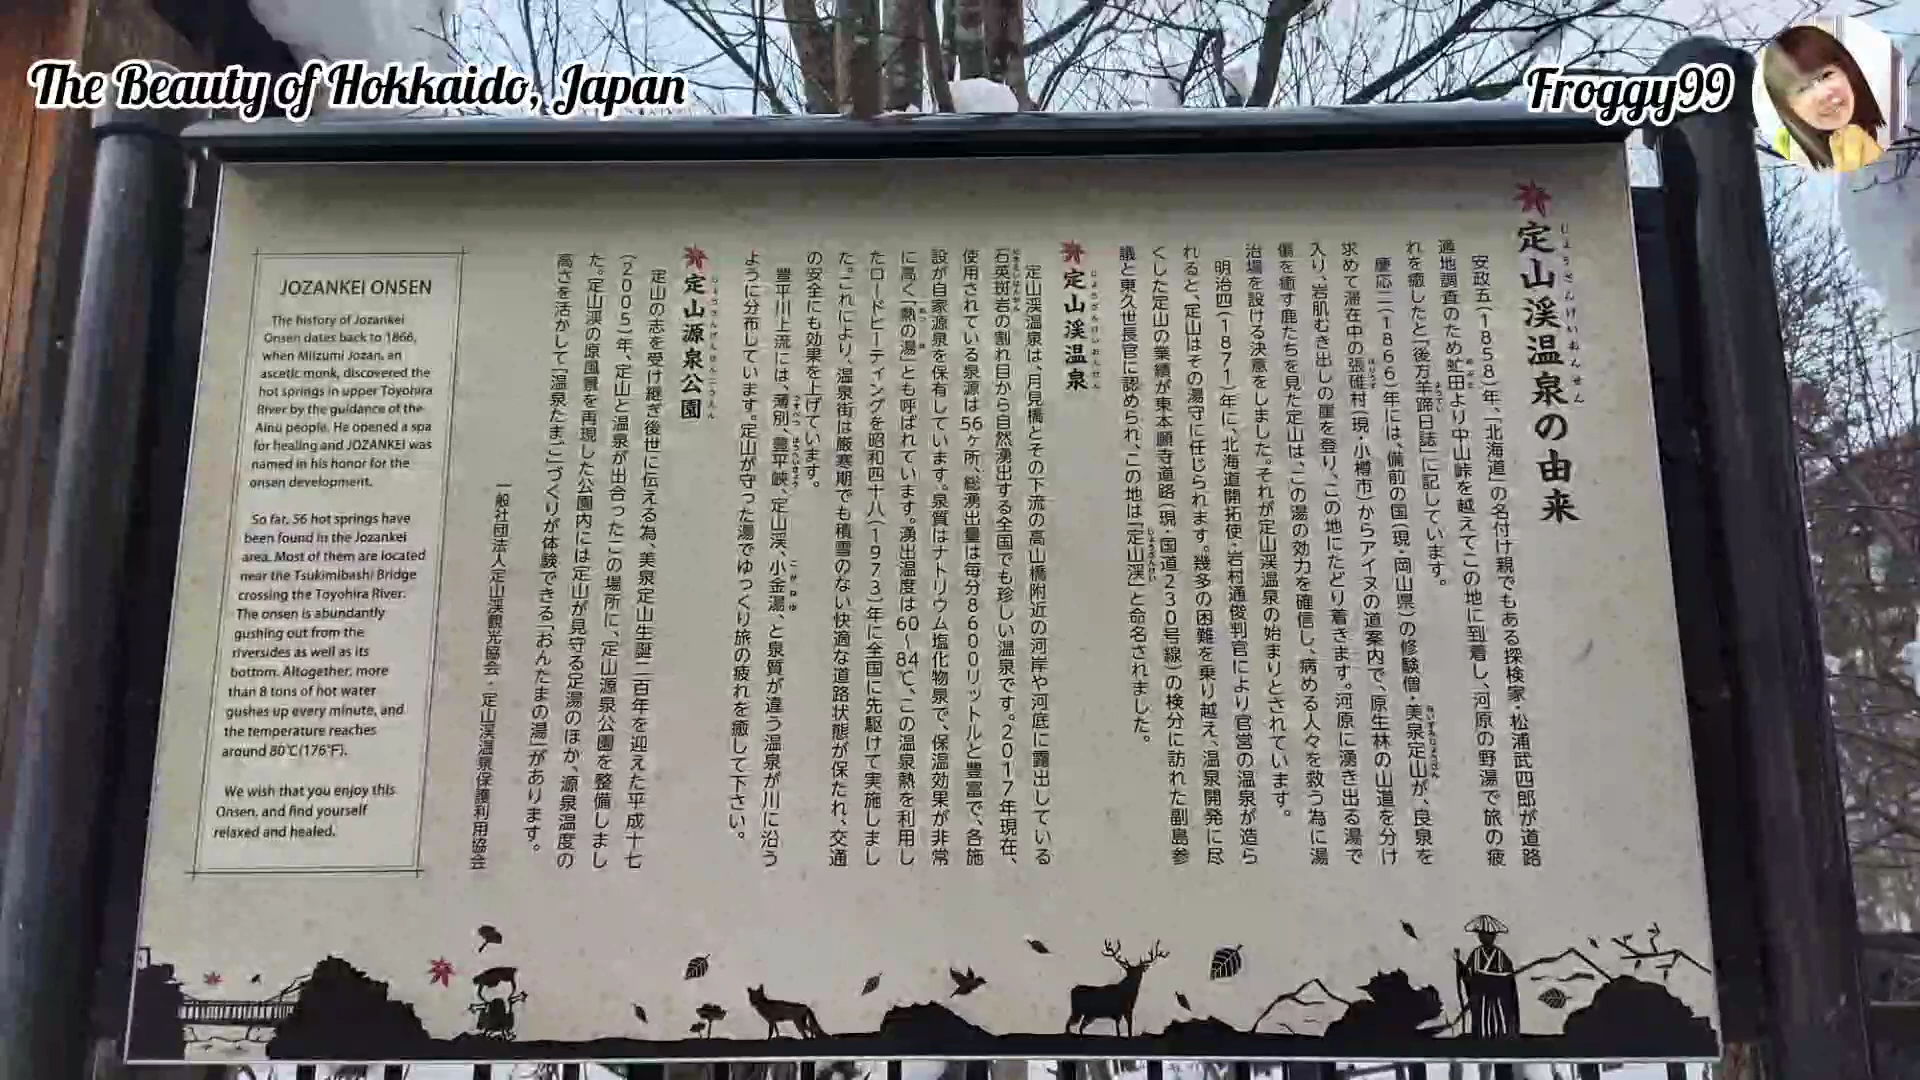 The Beauty of Hokkaido, Japan
Froggy99
定山渓温泉の由来
じょうざんけいおんせん
安政五(1858)年、「北海道」の名付け親でもある探検家・松浦武四郎が道路
適地調査のため虻田より中山峠を越えてこの地に到着し、河原の野湯で旅の疲
れを癒したと「後方羊蹄日誌」に記しています。
慶応二(1866)年には、備前の国(現・岡山県)の修験僧・美泉定山が、良泉を
求めて滞在中の張碓村(現・小樽市)からアイヌの道案内で、原生林の山道を分け
入り、岩肌むき出しの崖を登り、この地にたどり着きます。河原に湧き出る湯で
傷を癒す鹿たちを見た定山は、この湯の効力を確信し、病める人々を救う為に湯
治場を設ける決意をしました。それが定山渓温泉の始まりとされています。
明治四(1871)年に、北海道開拓使・岩村通俊判官により官営の温泉が造ら
れると、定山はその湯守に任じられます。幾多の困難を乗り越え、温泉開発に尽
くした定山の業績が東本願寺道路(現・国道230号線)の検分に訪れた副島参
議と東久世長官に認められ、この地は「定山渓」と命名されました。
定山渓温泉
じょうざんけいおんせん
定山渓温泉は、月見橋とその下流の高山橋附近の河岸や河底に露出している
石英斑岩の割れ目から自然湧出する全国でも珍しい温泉です。2017年現在、
使用されている泉源は56ヶ所、総湧出量は毎分8600リットルと豊富で、各施
設が自家源泉を保有しています。泉質はナトリウム塩化物泉で、保温効果が非常
に高く「熱の湯」とも呼ばれています。湧出温度は60～84℃、この温泉熱を利用し
たロードヒーティングを昭和四十八(1973)年に全国に先駆けて実施しまし
た。これにより、温泉街は厳寒期でも積雪のない快適な道路状態が保たれ、交通
の安全にも効果を上げています。
豊平川上流には、薄別、豊平峡、定山渓、小金湯、と泉質が違う温泉が川に沿う
ように分布しています。定山が守った湯でゆっくり旅の疲れを癒して下さい。
定山源泉公園
じょうざんげんせんこうえん
定山の志を受け継ぎ後世に伝える為、美泉定山生誕二百年を迎えた平成十七
(2005)年、定山と温泉が出合ったこの場所に、定山源泉公園を整備しまし
た。定山渓の原風景を再現した公園内には定山が見守る足湯のほか、源泉温度の
高さを活かして「温泉たまご」づくりが体験できる「おんたまの湯」があります。
一般社団法人定山渓観光協会・定山渓温泉保護利用協会
JOZANKEI ONSEN
The history of Jozankei
Onsen dates back to 1866,
when Miizumi Jozan, an
ascetic monk, discovered the
hot springs in upper Toyohira
River by the guidance of the
Ainu people. He opened a spa
for healing and JOZANKEI was
named in his honor for the
onsen development.
So far, 56 hot springs have
been found in the Jozankei
area. Most of them are located
near the Tsukimibashi Bridge
crossing the Toyohira River.
The onsen is abundantly
gushing out from the
riversides as well as its
bottom. Altogether, more
than 8 tons of hot water
gushes up every minute, and
the temperature reaches
around 80℃(176℉).
We wish that you enjoy this
Onsen, and find yourself
relaxed and healed.